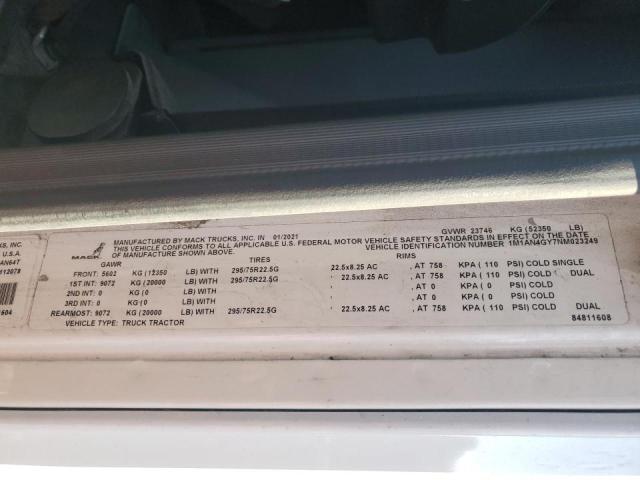 KS, INC.
U.S.A.
AN64T
112078
1604
MACK
MANUFACTURED BY MACK TRUCKS, INC. IN 01/2021 GVWR 23746 KG (52350 LB)
THIS VEHICLE CONFORMS TO ALL APPLICABLE U.S. FEDERAL MOTOR VEHICLE SAFETY STANDARDS IN EFFECT ON THE DATE
OF MANUFACTURE SHOWN ABOVE. VEHICLE IDENTIFICATION NUMBER 1M1AN4GY7NM023249
GAWR TIRES RIMS
FRONT: 5602 KG (12350 LB) WITH 295/75R22.5G 22.5x8.25 AC , AT 758 KPA ( 110 PSI) COLD SINGLE
1ST INT: 9072 KG (20000 LB) WITH 295/75R22.5G , 22.5x8.25 AC , AT 758 KPA ( 110 PSI) COLD DUAL
2ND INT: 0 KG (0 LB) WITH , , AT 0 KPA ( 0 PSI) COLD
3RD INT: 0 KG (0 LB) WITH , , AT 0 KPA ( 0 PSI) COLD
REARMOST: 9072 KG (20000 LB) WITH 295/75R22.5G , 22.5x8.25 AC , AT 758 KPA ( 110 PSI) COLD DUAL
VEHICLE TYPE: TRUCK TRACTOR 84811608